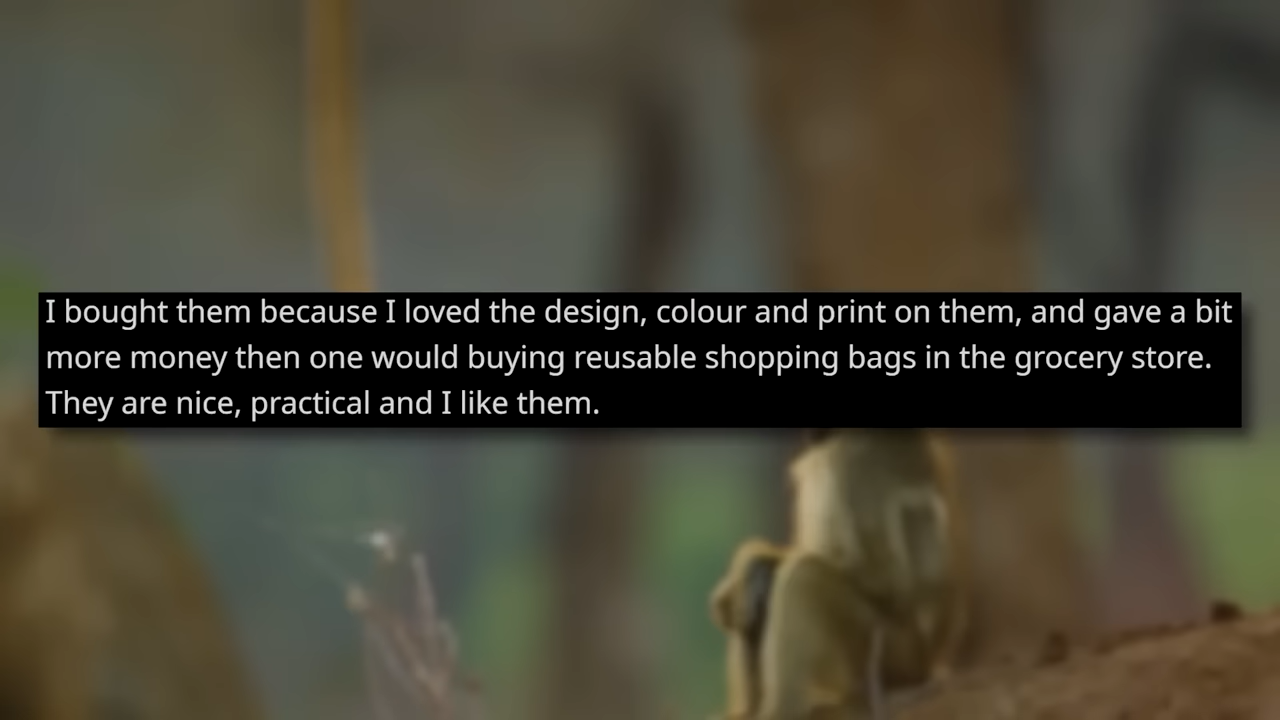 I bought them because I loved the design, colour and print on them, and gave a bit
more money then one would buying reusable shopping bags in the grocery store.
They are nice, practical and I like them.